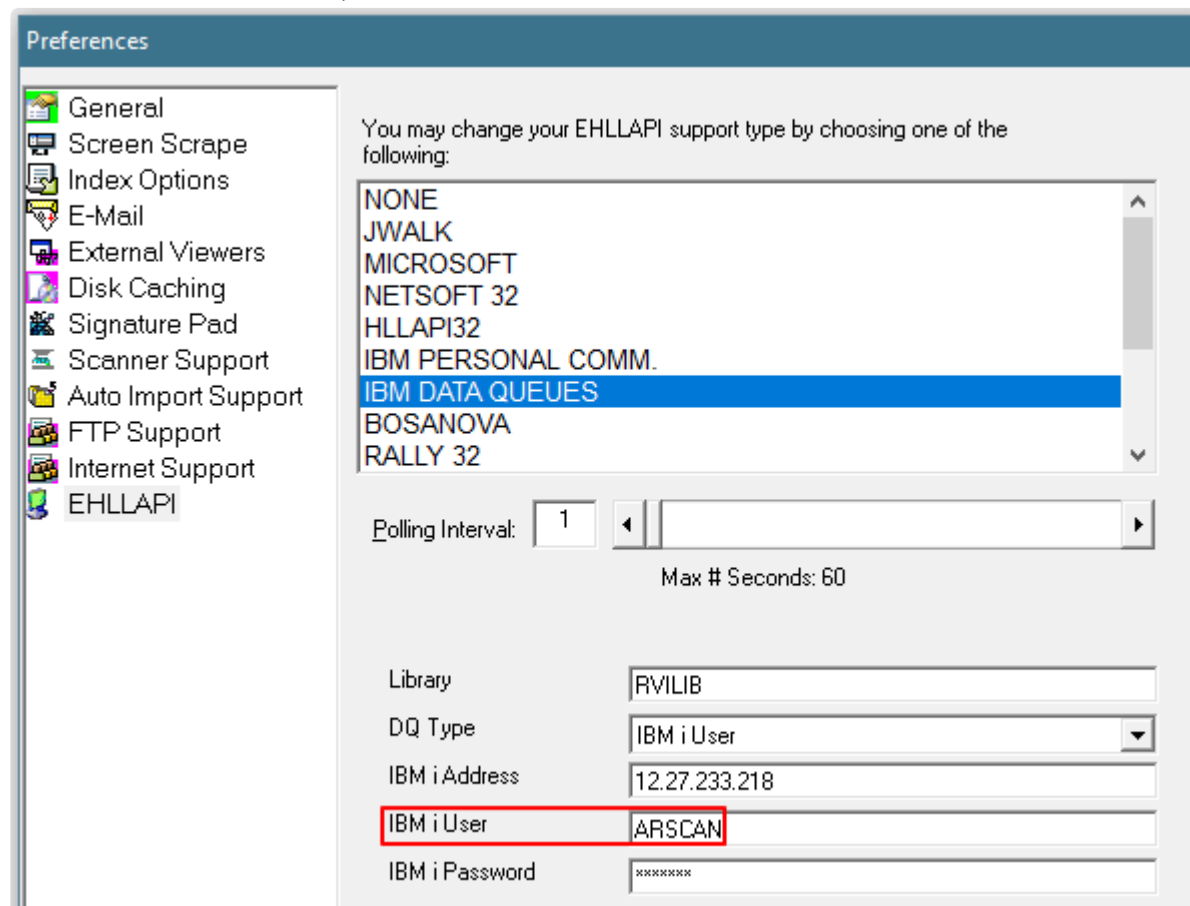 Preferences
General
Screen Scrape
Index Options
E-Mail
External Viewers
Disk Caching
Signature Pad
Scanner Support
Auto Import Support
FTP Support
Internet Support
EHLLAPI
You may change your EHLLAPI support type by choosing one of the
following:
NONE
JWALK
MICROSOFT
NETSOFT 32
HLLAPI32
IBM PERSONAL COMM.
IBM DATA QUEUES
BOSANOVA
RALLY 32
Polling Interval: 1
Max # Seconds: 60
Library RVILIB
DQ Type IBM i User
IBM i Address 12.27.233.218
IBM i User ARSCAN
IBM i Password ×××××××